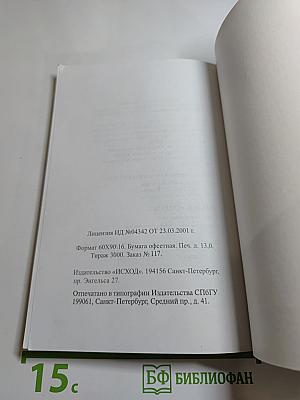 Лицензия ИД №04342 ОТ 23.03.2001 г.
Формат 60Х90\16. Бумага офсетная. Печ. л. 13,0.
Тираж 3000. Заказ № 117.
Издательство «ИСХОД». 194156 Санкт-Петербург,
пр. Энгельса 27.
Отпечатано в типографии Издательства СПбГУ
199061, Санкт-Петербург, Средний пр., д. 41.
15с
БФ БИБЛИОФАН